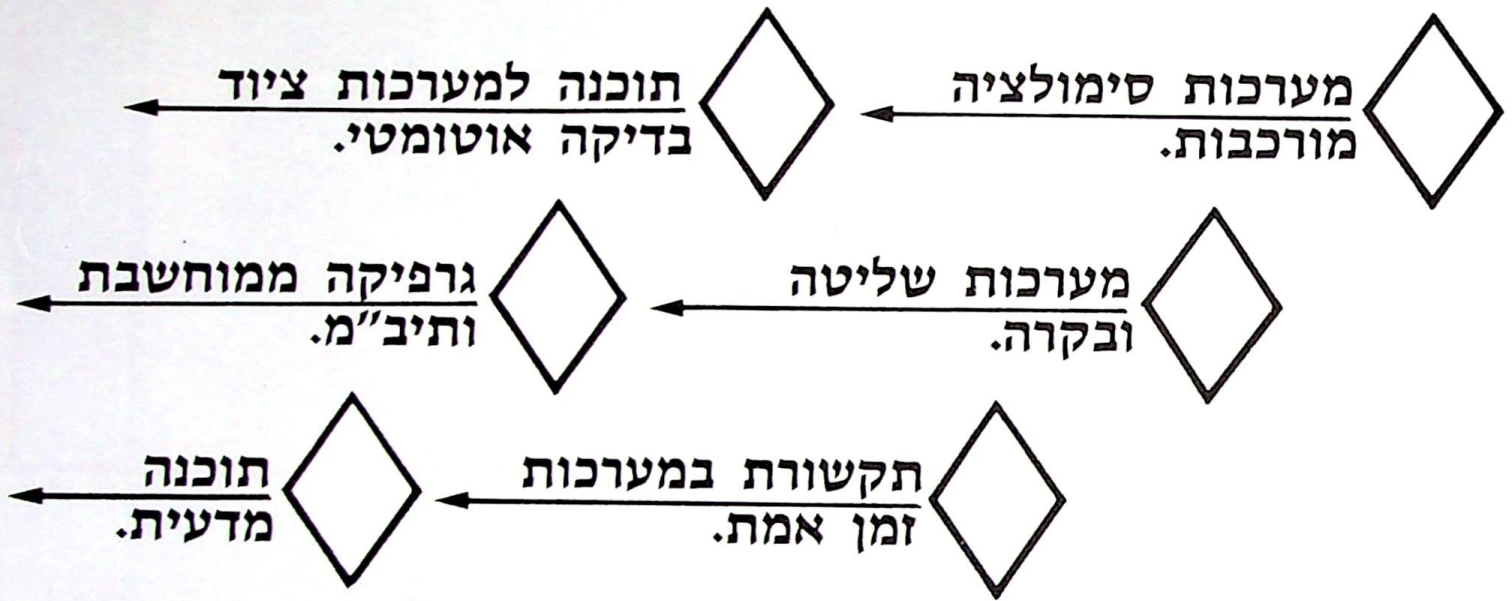 מערכות סימולציה
מורכבות.
תוכנה למערכות ציוד
בדיקה אוטומטי.
מערכות שליטה
ובקרה.
גרפיקה ממוחשבת
ותיב"מ.
תקשורת במערכות
זמן אמת.
תוכנה
מדעית.